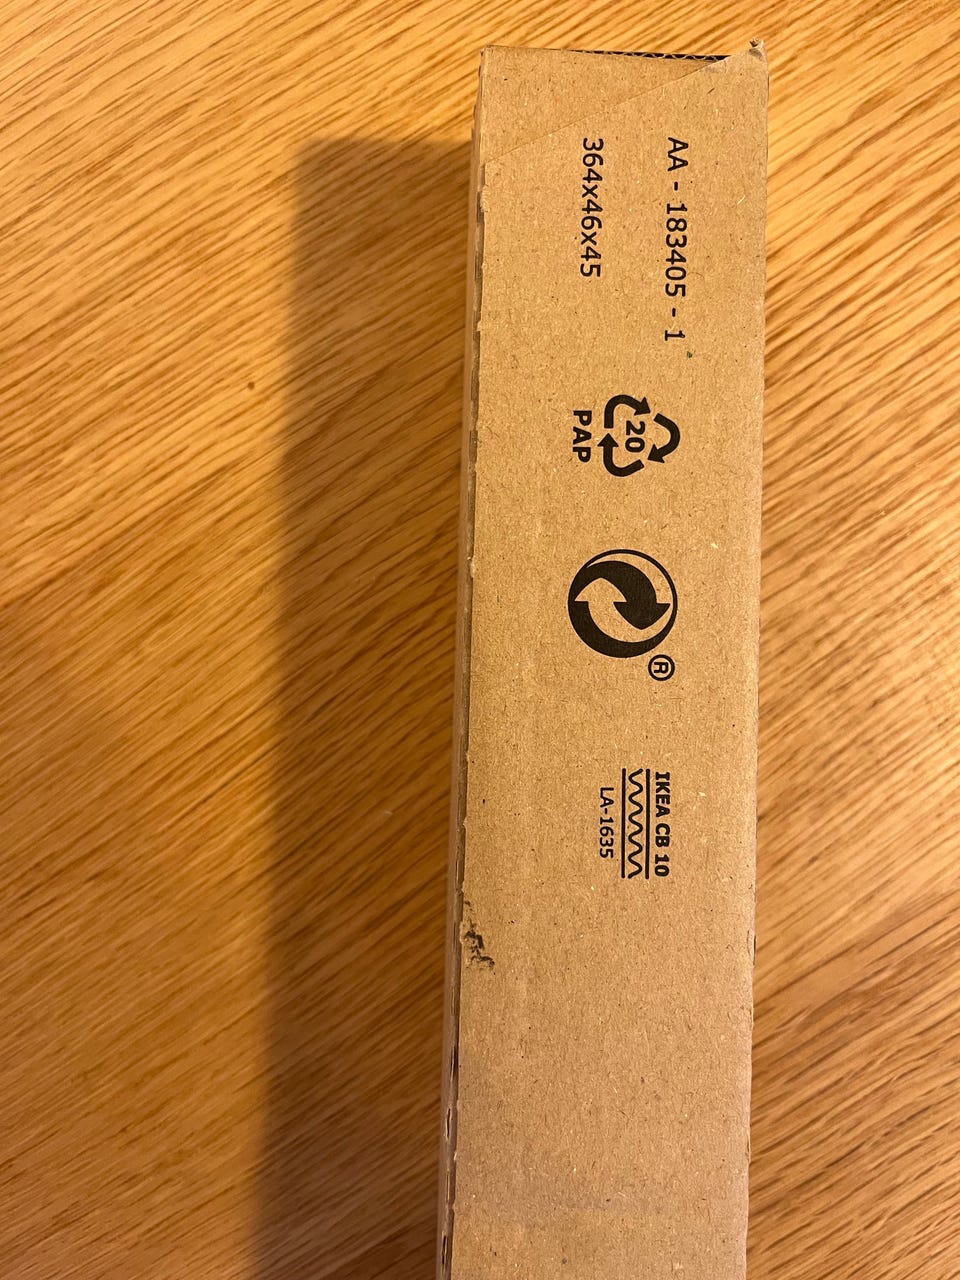 AA - 183405 - 1
364x46x45
20
PAP
®
IKEA CB 10
LA-1635